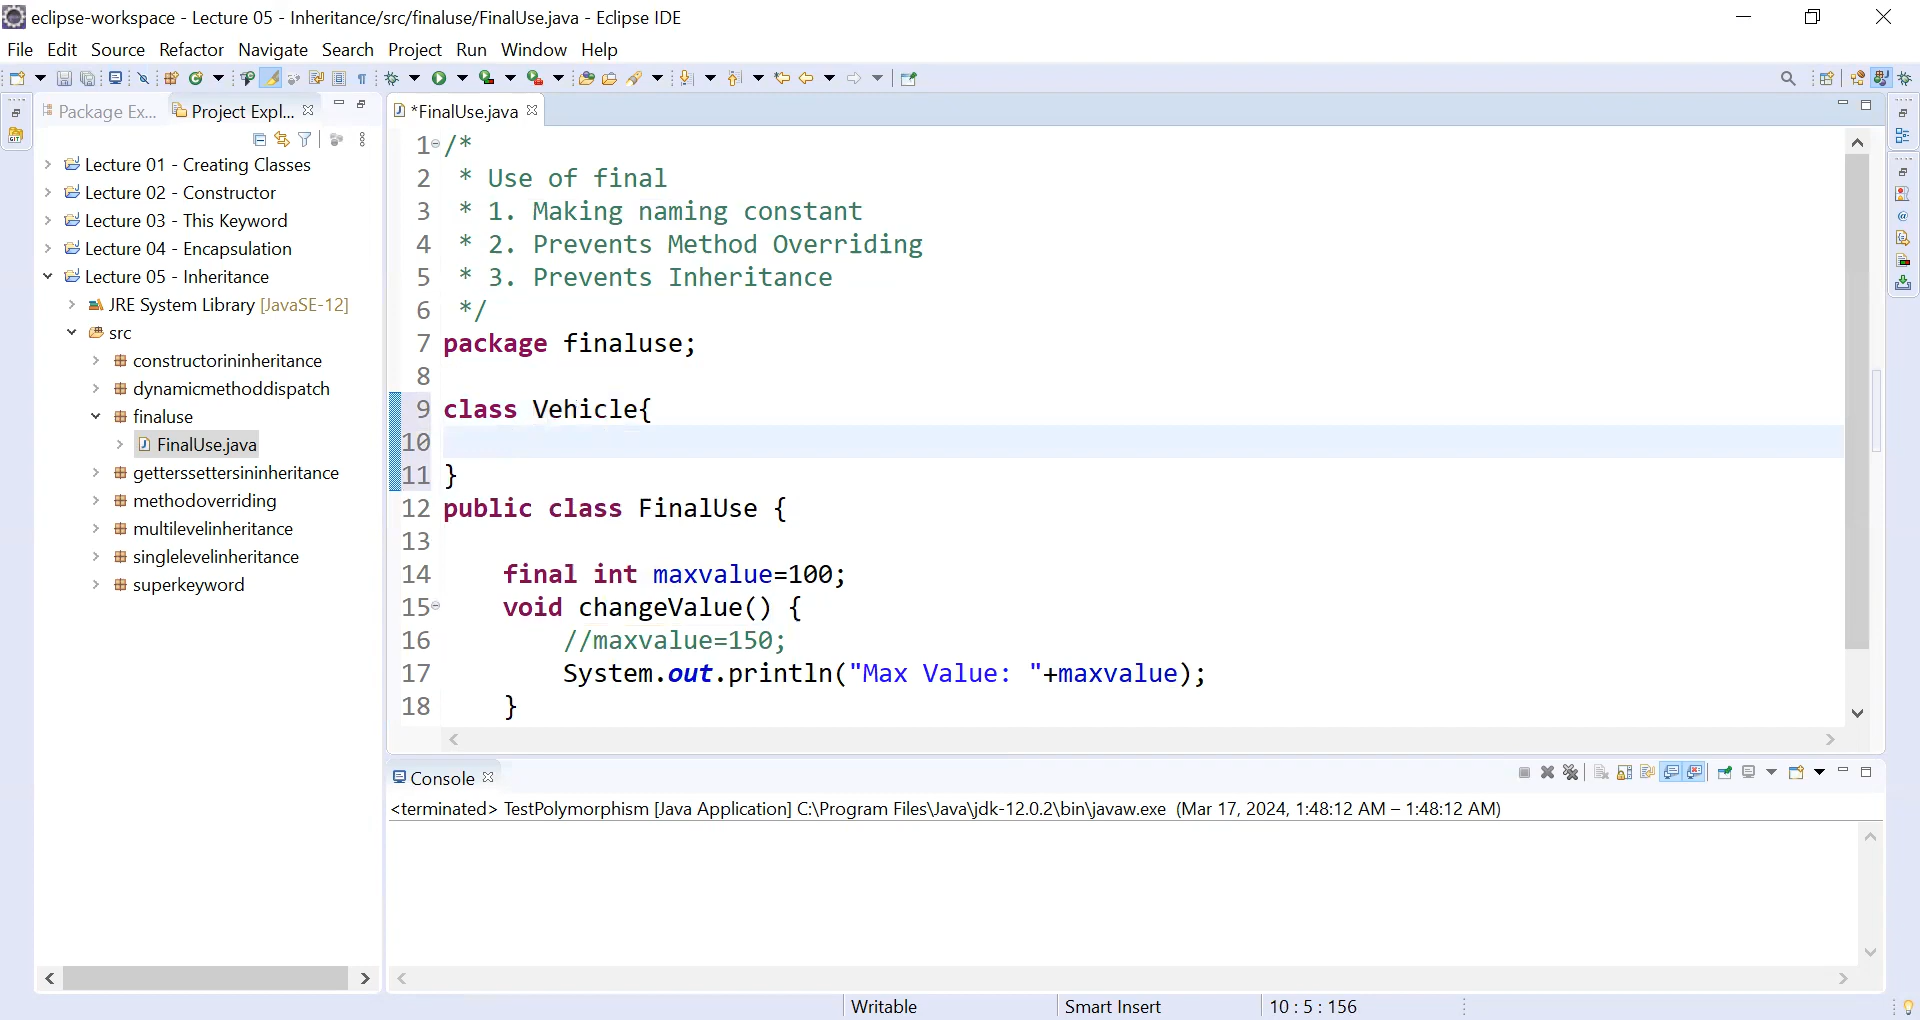 eclipse-workspace - Lecture 05 - Inheritance/src/finaluse/FinalUse.java - Eclipse IDE
File Edit Source Refactor Navigate Search Project Run Window Help
Package Ex...
Project Expl...
*FinalUse.java
Lecture 01 - Creating Classes
Lecture 02 - Constructor
Lecture 03 - This Keyword
Lecture 04 - Encapsulation
Lecture 05 - Inheritance
JRE System Library [JavaSE-12]
src
constructorininheritance
dynamicmethoddispatch
finaluse
FinalUse.java
getterssettersininheritance
methodoverriding
multilevelinheritance
singlelevelinheritance
superkeyword
1 /*
2 * Use of final
3 * 1. Making naming constant
4 * 2. Prevents Method Overriding
5 * 3. Prevents Inheritance
6 */
7 package finaluse;
8
9 class Vehicle{
10
11 }
12 public class FinalUse {
13
14 final int maxvalue=100;
15 void changeValue() {
16 //maxvalue=150;
17 System.out.println("Max Value: "+maxvalue);
18 }
Console
<terminated> TestPolymorphism [Java Application] C:\Program Files\Java\jdk-12.0.2\bin\javaw.exe (Mar 17, 2024, 1:48:12 AM – 1:48:12 AM)
Writable
Smart Insert
10 : 5 : 156